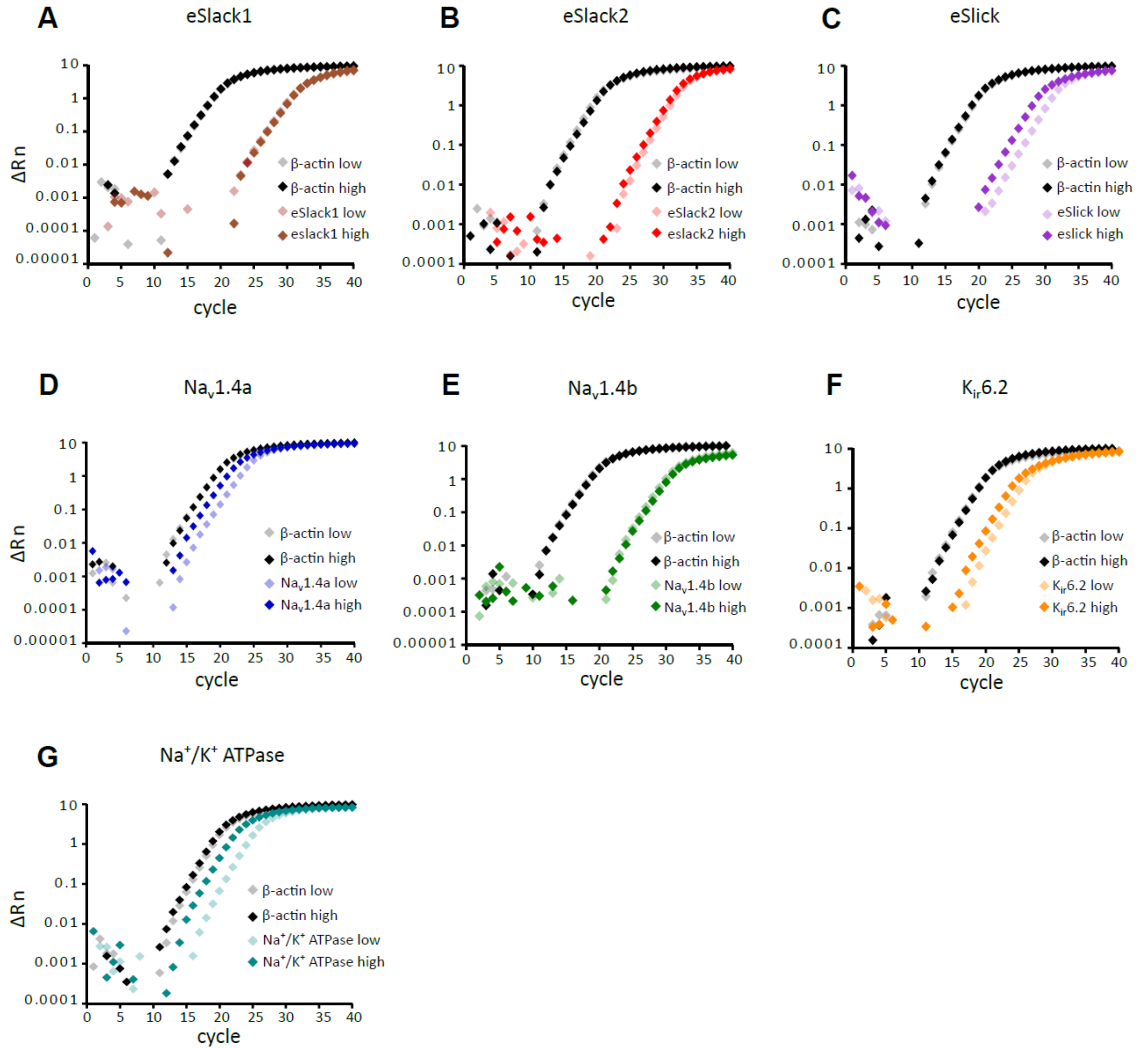 A eSlack1
10
1
0.1
0.01
0.001
0.0001
0.00001
ΔRn
0 5 10 15 20 25 30 35 40
cycle
β-actin low
β-actin high
eSlack1 low
eslack1 high
B eSlack2
10
1
0.1
0.01
0.001
0.0001
0 5 10 15 20 25 30 35 40
cycle
β-actin low
β-actin high
eSlack2 low
eslack2 high
C eSlick
10
1
0.1
0.01
0.001
0.0001
0 5 10 15 20 25 30 35 40
cycle
β-actin low
β-actin high
eSlick low
eslick high
D Nav1.4a
10
1
0.1
0.01
0.001
0.0001
0.00001
ΔRn
0 5 10 15 20 25 30 35 40
cycle
β-actin low
β-actin high
Nav1.4a low
Nav1.4a high
E Nav1.4b
10
1
0.1
0.01
0.001
0.0001
0.00001
0 5 10 15 20 25 30 35 40
cycle
β-actin low
β-actin high
Nav1.4b low
Nav1.4b high
F Kir6.2
10
1
0.1
0.01
0.001
0.0001
0 5 10 15 20 25 30 35 40
cycle
β-actin low
β-actin high
Kir6.2 low
Kir6.2 high
G Na+/K+ ATPase
10
1
0.1
0.01
0.001
0.0001
ΔRn
0 5 10 15 20 25 30 35 40
cycle
β-actin low
β-actin high
Na+/K+ ATPase low
Na+/K+ ATPase high